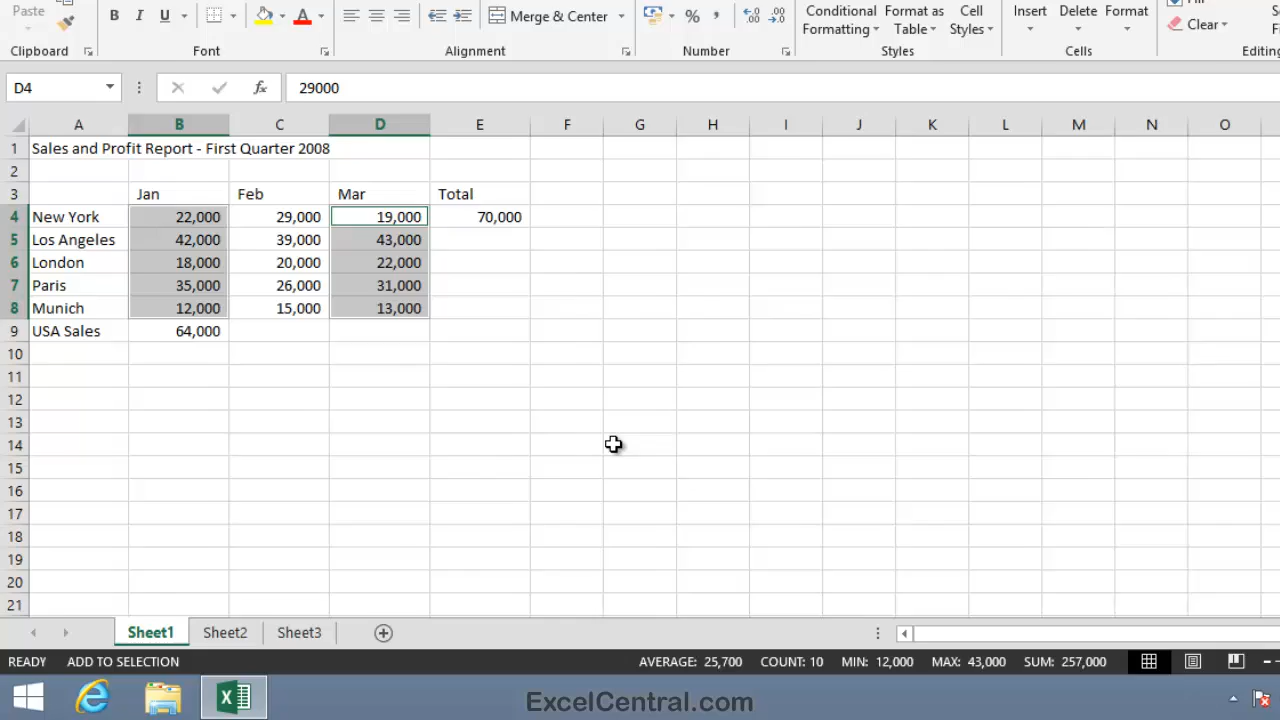 Paste B I U A Merge & Center % , Conditional Formatting Format as Table Cell Styles Insert Delete Format Clear
Clipboard Font Alignment Number Styles Cells Editing
D4 fx 29000
A B C D E F G H I J K L M N O
1 Sales and Profit Report - First Quarter 2008
2
3 Jan Feb Mar Total
4 New York 22,000 29,000 19,000 70,000
5 Los Angeles 42,000 39,000 43,000
6 London 18,000 20,000 22,000
7 Paris 35,000 26,000 31,000
8 Munich 12,000 15,000 13,000
9 USA Sales 64,000
10
11
12
13
14
15
16
17
18
19
20
21
Sheet1 Sheet2 Sheet3
READY ADD TO SELECTION AVERAGE: 25,700 COUNT: 10 MIN: 12,000 MAX: 43,000 SUM: 257,000
ExcelCentral.com